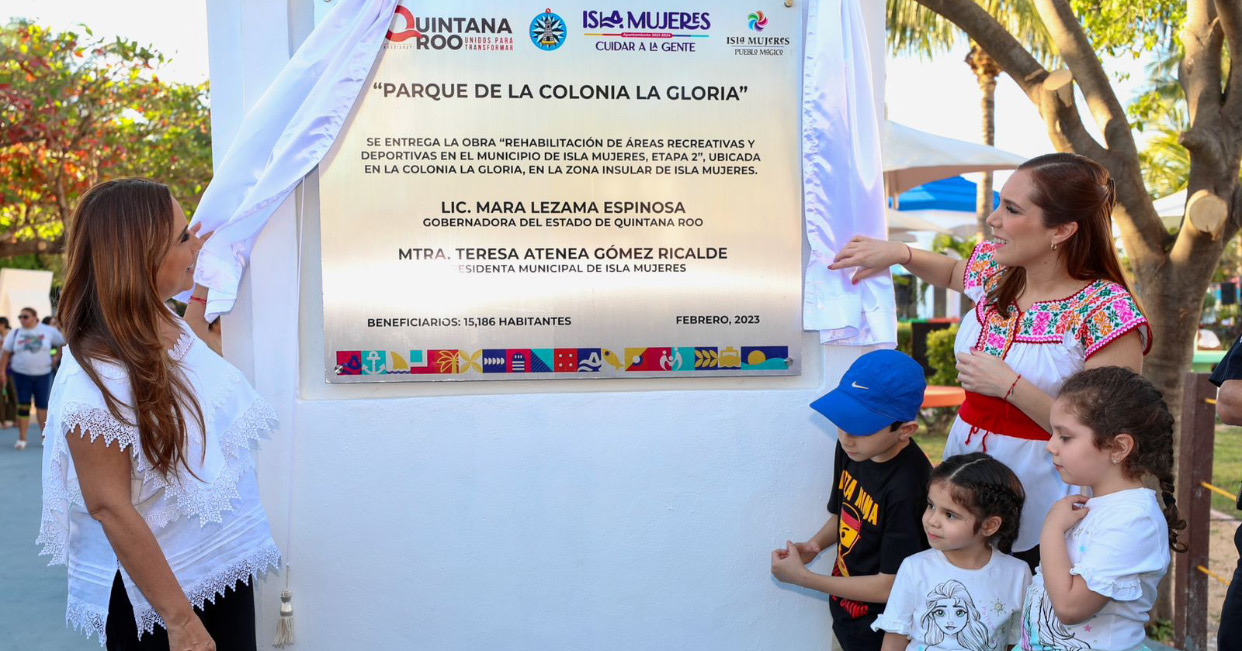 QUINTANA
ROO
UNIDOS PARA
TRANSFORMAR
ISLA MUJERES
CUIDAR A LA GENTE
ISLA MUJERES
PUEBLO MÁGICO
“PARQUE DE LA COLONIA LA GLORIA”
SE ENTREGA LA OBRA “REHABILITACIÓN DE ÁREAS RECREATIVAS Y
DEPORTIVAS EN EL MUNICIPIO DE ISLA MUJERES, ETAPA 2”, UBICADA
EN LA COLONIA LA GLORIA, EN LA ZONA INSULAR DE ISLA MUJERES.
LIC. MARA LEZAMA ESPINOSA
GOBERNADORA DEL ESTADO DE QUINTANA ROO
MTRA. TERESA ATENEA GÓMEZ RICALDE
ESIDENTA MUNICIPAL DE ISLA MUJERES
BENEFICIARIOS: 15,186 HABITANTES
FEBRERO, 2023